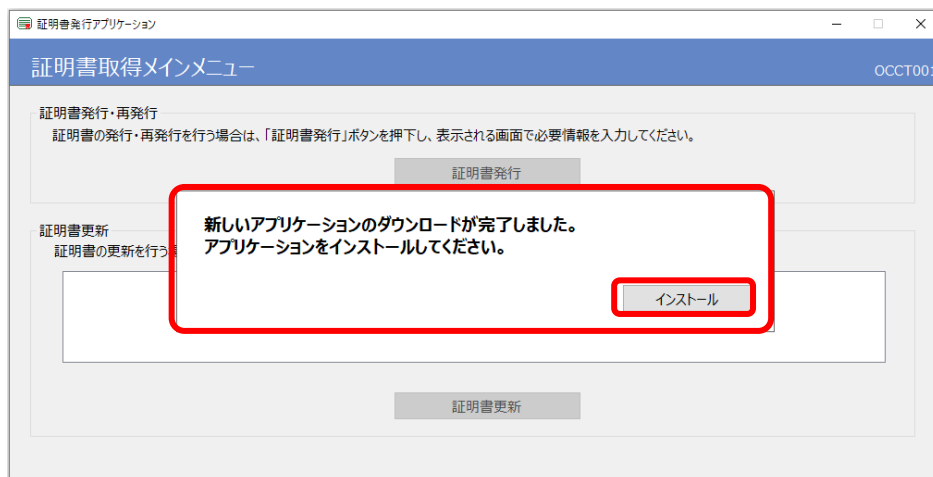 証明書発行アプリケーション
証明書取得メインメニュー
OCCT001
証明書発行・再発行
証明書の発行・再発行を行う場合は、「証明書発行」ボタンを押下し、表示される画面で必要情報を入力してください。
証明書発行
新しいアプリケーションのダウンロードが完了しました。
アプリケーションをインストールしてください。
インストール
証明書更新
証明書の更新を行う
証明書更新